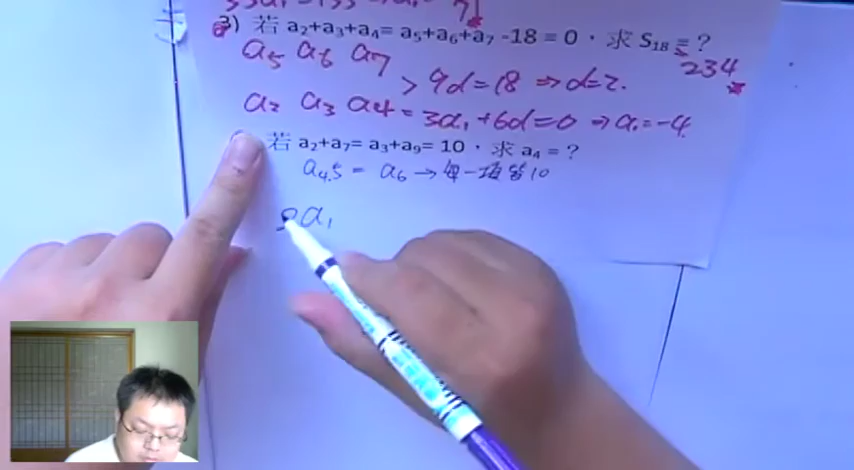 3) 若 a₂+a₃+a₄= a₅+a₆+a₇ -18 = 0，求 S₁₈ = ?
a₅ a₆ a₇ > 9d=18 ⇒ d=2. 234
a₂ a₃ a₄ = 3a₁+6d=0 ⇒ a₁=-4
若 a₂+a₇= a₃+a₉= 10，求 a₄= ?
a₄.₅ = a₆ → 每一項皆10
2a₁